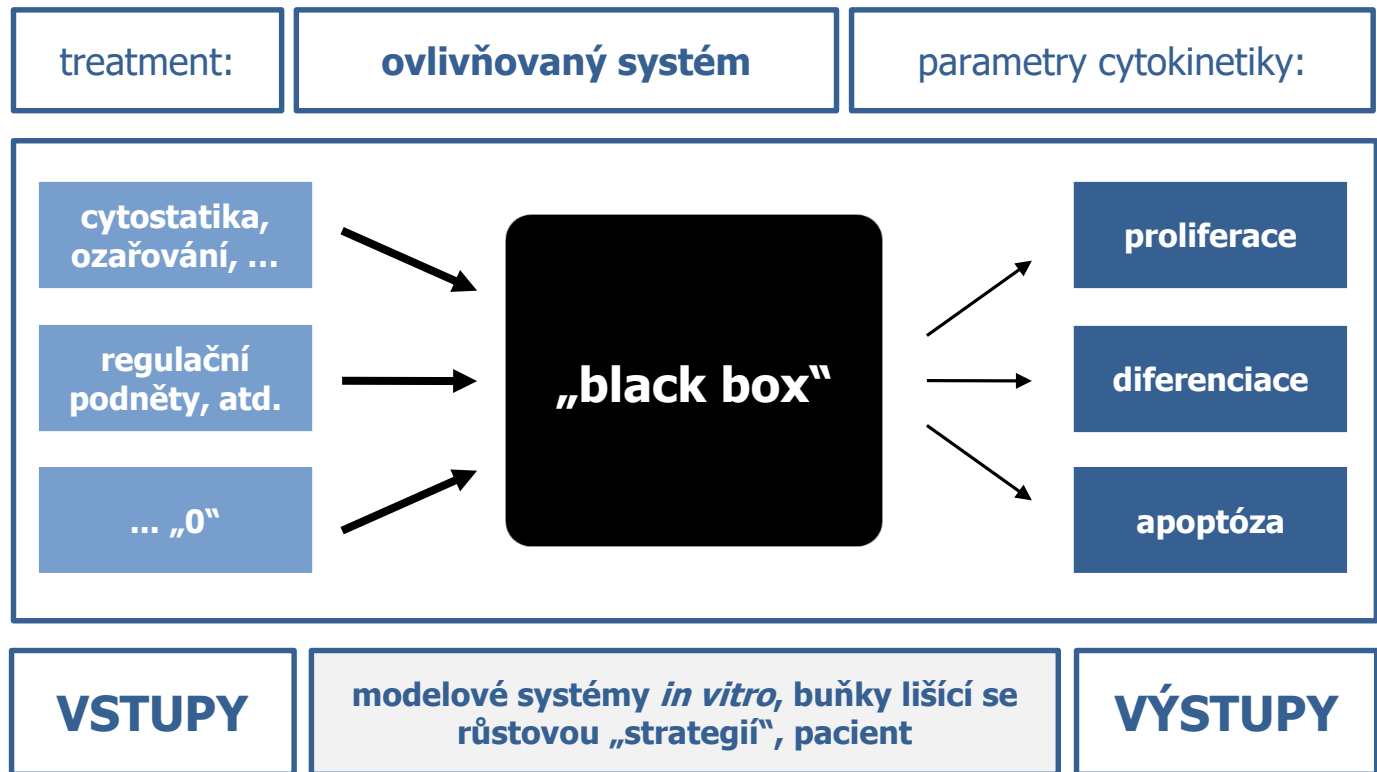 treatment:
ovlivňovaný systém
parametry cytokinetiky:
cytostatika,
ozařování, ...
regulační
podněty, atd.
... „0“
„black box“
proliferace
diferenciace
apoptóza
VSTUPY
modelové systémy in vitro, buňky lišící se
růstovou „strategií“, pacient
VÝSTUPY